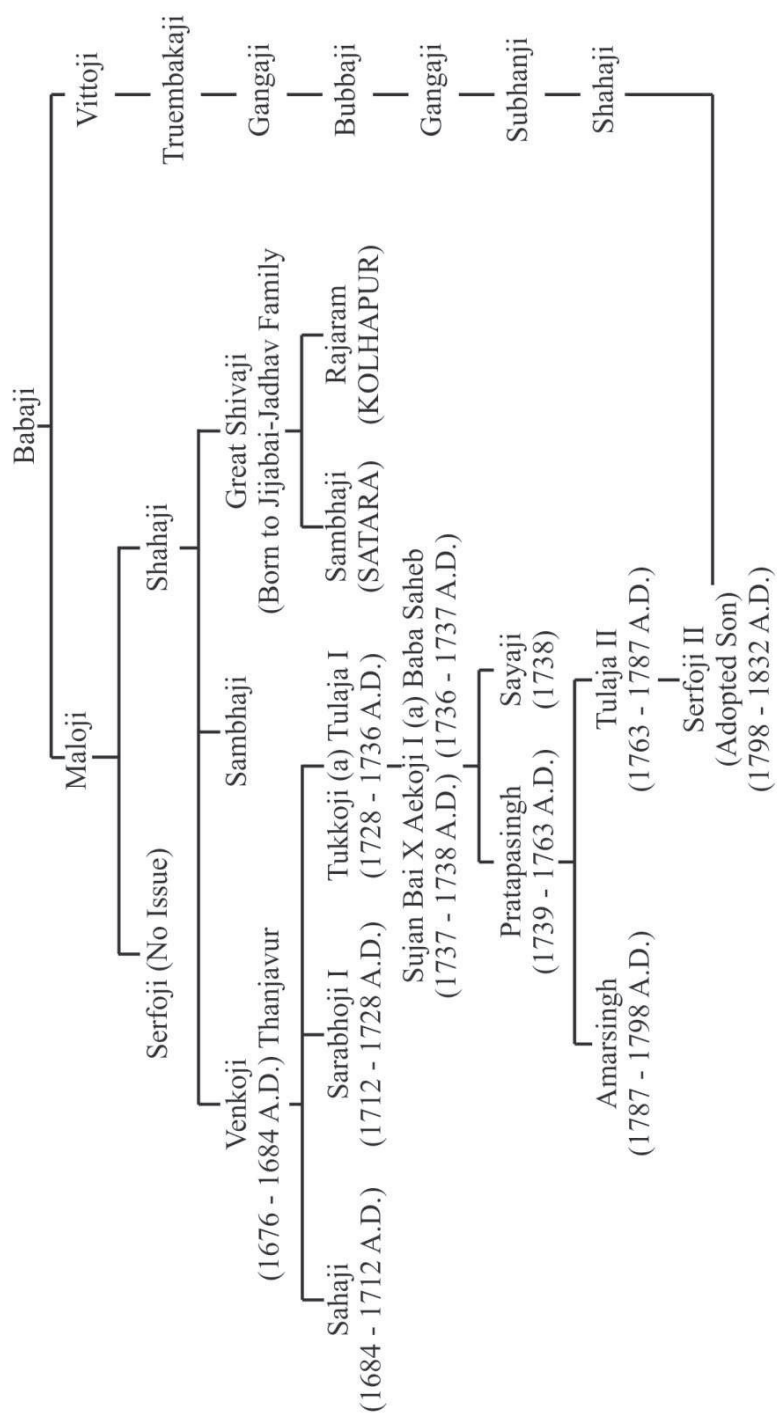 Babaji
Maloji
Vittoji
Serfoji (No Issue)
Shahaji
Truembakaji
Venkoji
(1676 - 1684 A.D.) Thanjavur
Sambhaji
Great Shivaji
(Born to Jijabai-Jadhav Family
Gangaji
Sahaji
(1684 - 1712 A.D.)
Sarabhoji I
(1712 - 1728 A.D.)
Tukkoji (a) Tulaja I
(1728 - 1736 A.D.)
Sambhaji
(SATARA)
Rajaram
(KOLHAPUR)
Bubbaji
Sujan Bai X Aekoji I (a) Baba Saheb
(1737 - 1738 A.D.) (1736 - 1737 A.D.)
Gangaji
Pratapasingh
(1739 - 1763 A.D.)
Sayaji
(1738)
Subhanji
Amarsingh
(1787 - 1798 A.D.)
Tulaja II
(1763 - 1787 A.D.)
Shahaji
Serfoji II
(Adopted Son)
(1798 - 1832 A.D.)